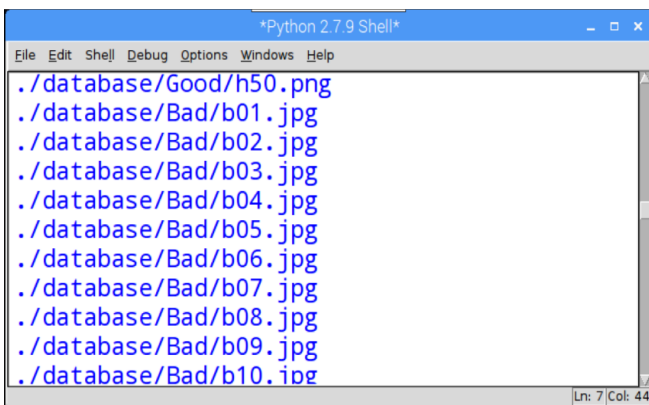 *Python 2.7.9 Shell*
File Edit Shell Debug Options Windows Help
./database/Good/h50.png
./database/Bad/b01.jpg
./database/Bad/b02.jpg
./database/Bad/b03.jpg
./database/Bad/b04.jpg
./database/Bad/b05.jpg
./database/Bad/b06.jpg
./database/Bad/b07.jpg
./database/Bad/b08.jpg
./database/Bad/b09.jpg
./database/Bad/b10.jpg
Ln: 7 Col: 44